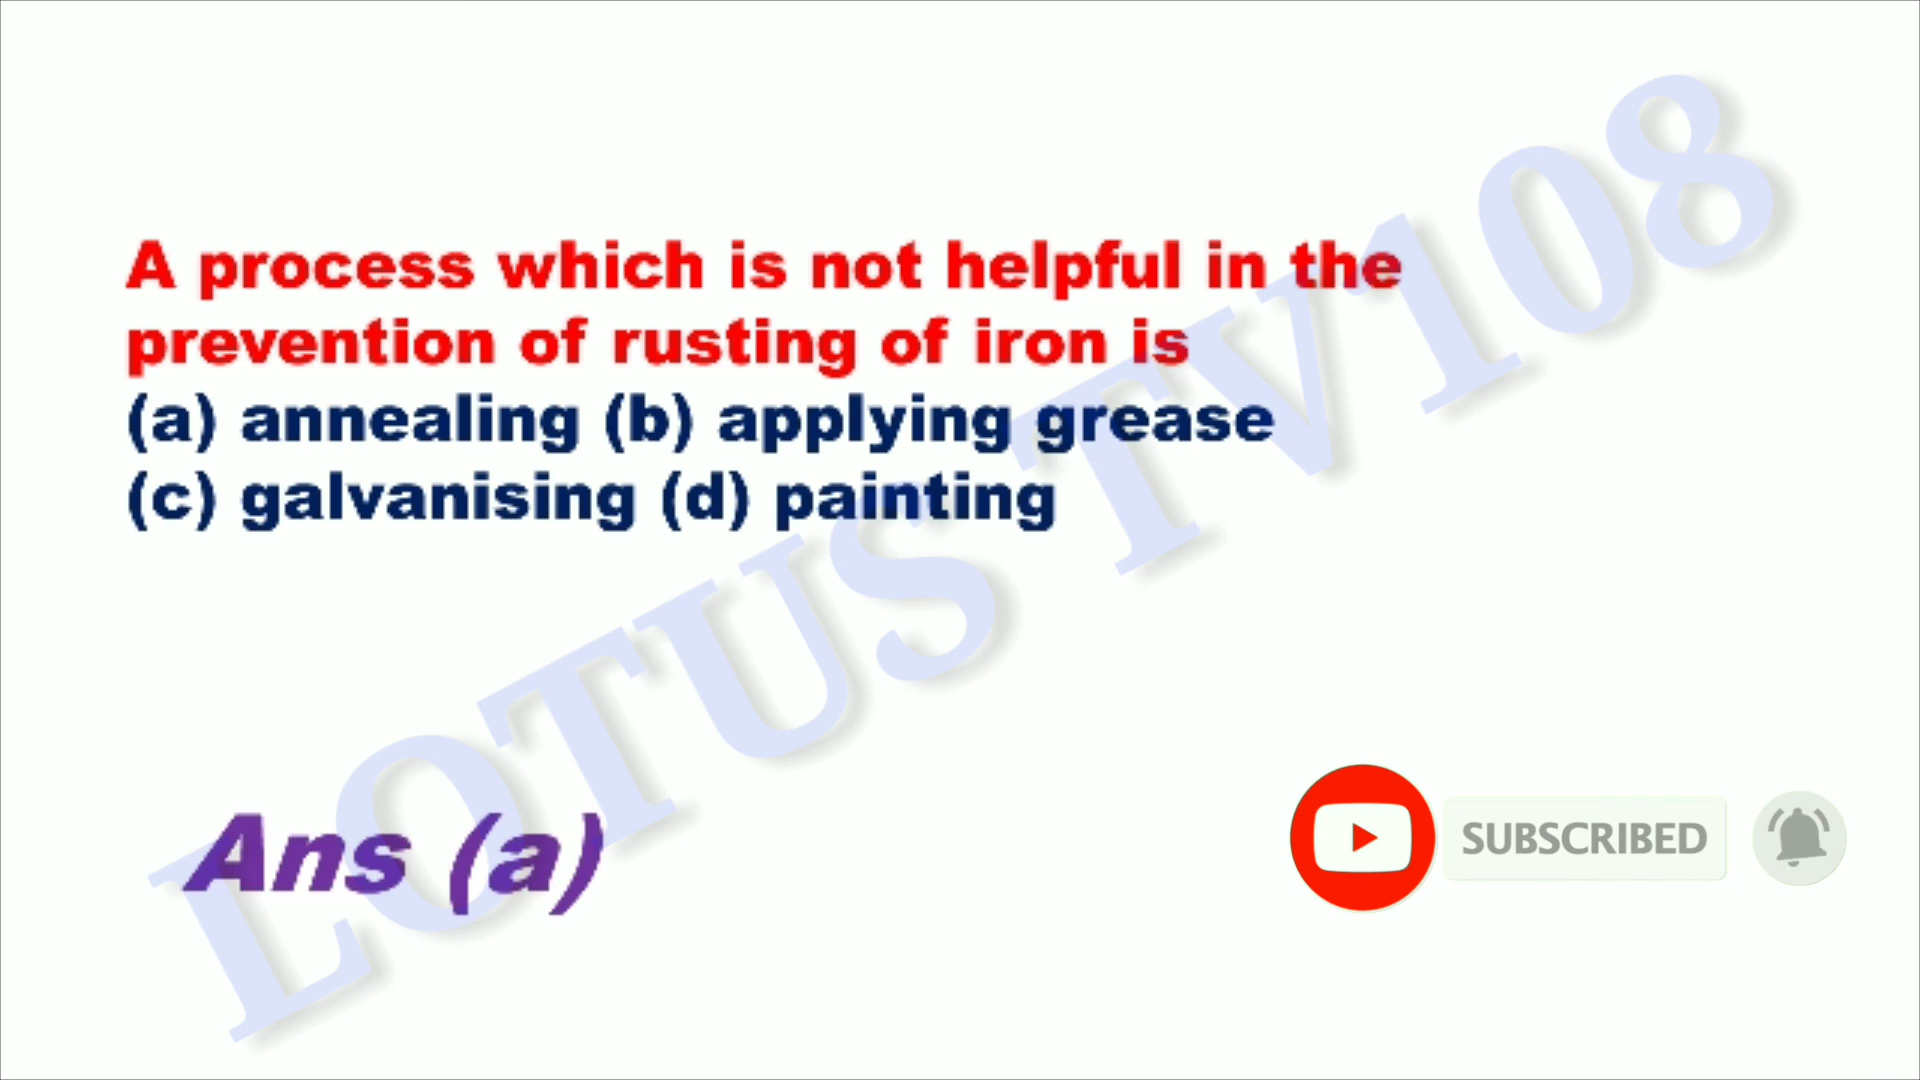 A process which is not helpful in the
prevention of rusting of iron is
(a) annealing (b) applying grease
(c) galvanising (d) painting
Ans (a)
SUBSCRIBED
LOTUS TV108